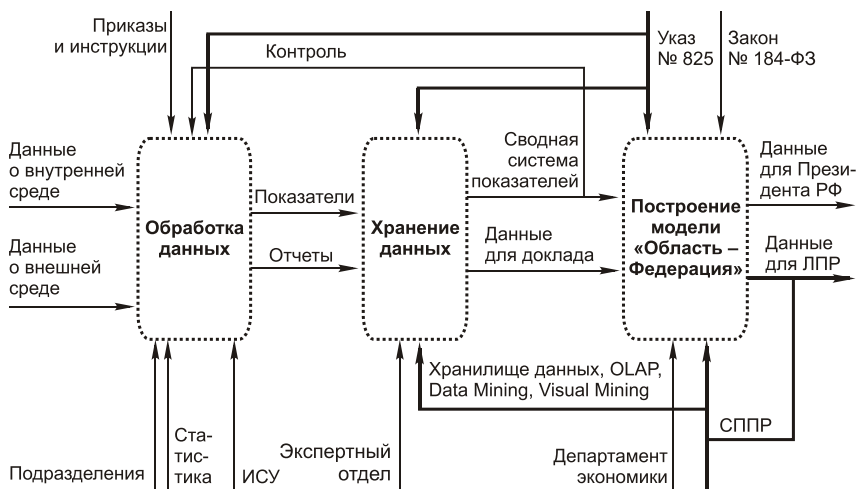 Приказы
и инструкции
Контроль
Указ
№ 825
Закон
№ 184-ФЗ
Данные
о внутренней
среде
Данные
о внешней
среде
Обработка
данных
Показатели
Отчеты
Хранение
данных
Сводная
система
показателей
Данные
для доклада
Построение
модели
«Область –
Федерация»
Данные
для Прези-
дента РФ
Данные
для ЛПР
Хранилище данных, OLAP,
Data Mining, Visual Mining
СППР
Подразделения
Ста-
тис-
тика
ИСУ
Экспертный
отдел
Департамент
экономики